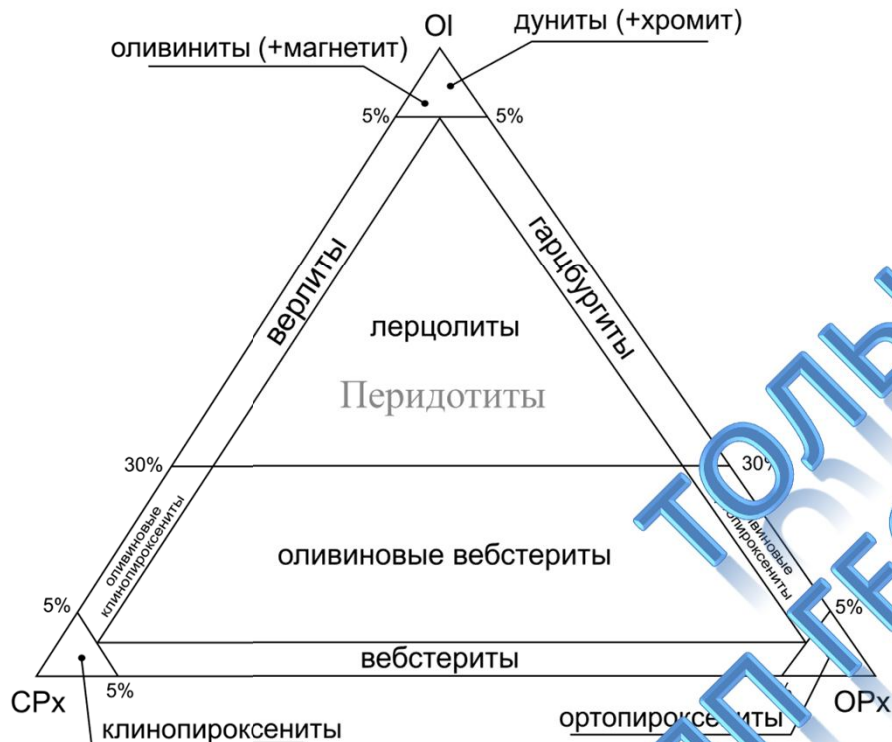 Ol
дуниты (+хромит)
оливиниты (+магнетит)
5%
5%
верлиты
гарцбургиты
лерцолиты
Перидотиты
30%
30%
оливиновые
клинопироксениты
оливиновые вебстериты
5%
5%
вебстериты
CPx
5%
OPx
клинопироксениты
ортопироксениты